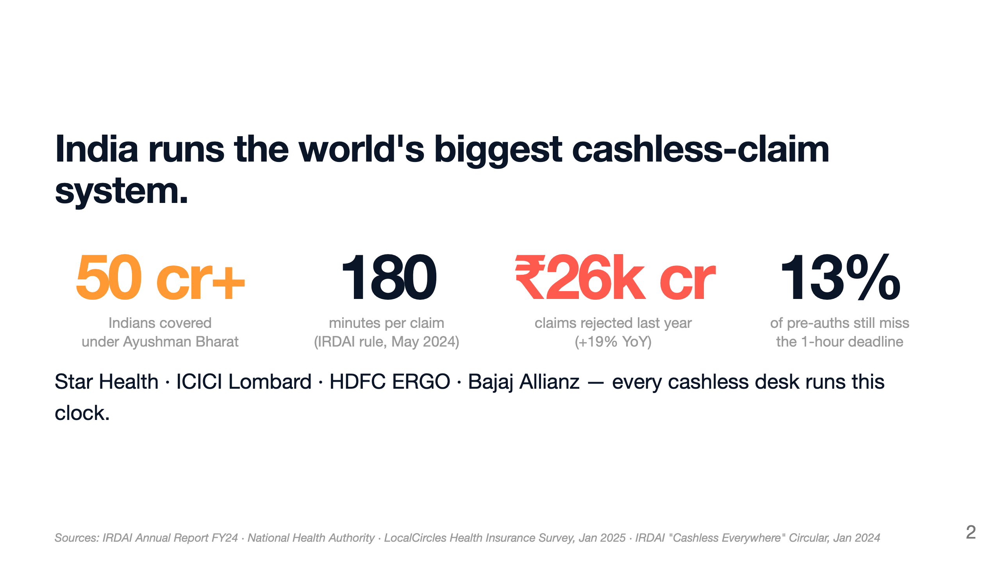 India runs the world's biggest cashless-claim
system.
50 cr+
Indians covered
under Ayushman Bharat
180
minutes per claim
(IRDAI rule, May 2024)
₹26k cr
claims rejected last year
(+19% YoY)
13%
of pre-auths still miss
the 1-hour deadline
Star Health · ICICI Lombard · HDFC ERGO · Bajaj Allianz — every cashless desk runs this
clock.
Sources: IRDAI Annual Report FY24 · National Health Authority · LocalCircles Health Insurance Survey, Jan 2025 · IRDAI "Cashless Everywhere" Circular, Jan 2024
2